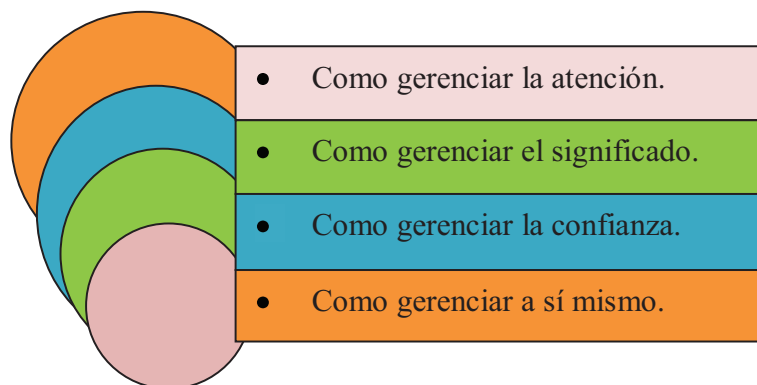 • Como gerenciar la atención.
• Como gerenciar el significado.
• Como gerenciar la confianza.
• Como gerenciar a sí mismo.